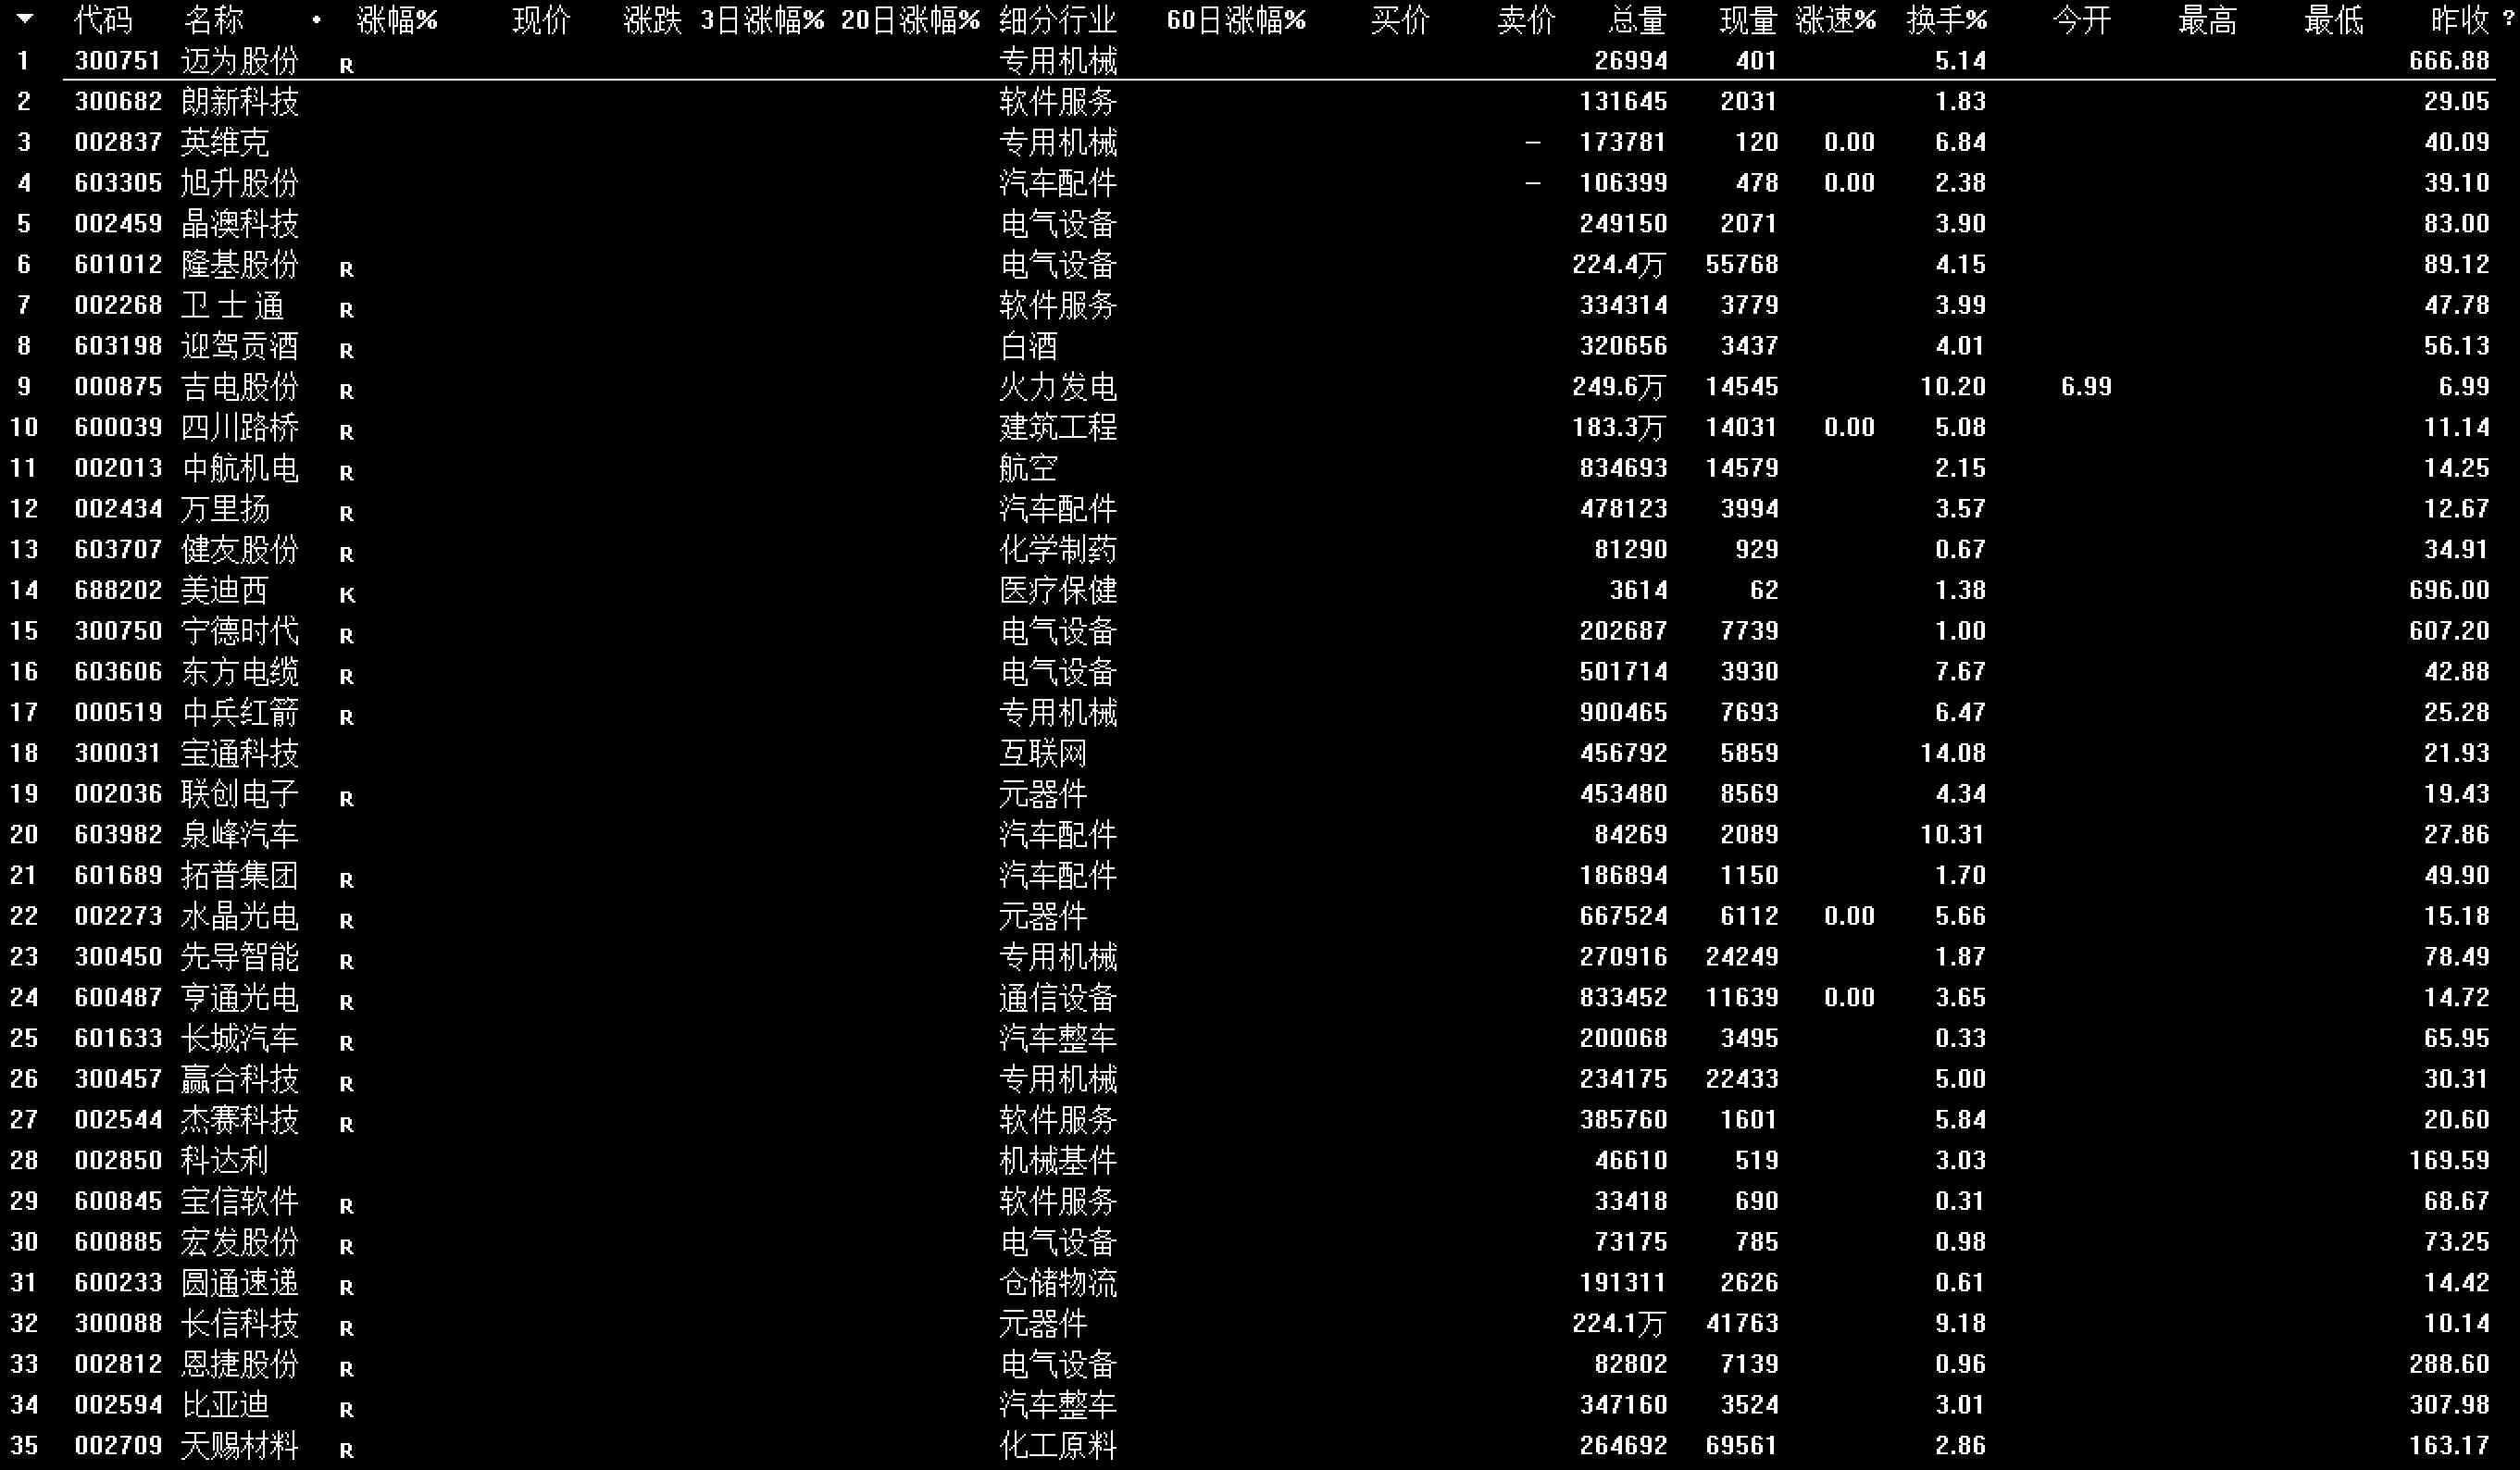 代码 名称 • 涨幅% 现价 涨跌 3日涨幅% 20日涨幅% 细分行业 60日涨幅% 买价 卖价 总量 现量 涨速% 换手% 今开 最高 最低 昨收 ?
1 300751 迈为股份 R 专用机械 26994 401 5.14 666.88
2 300682 朗新科技 软件服务 131645 2031 1.83 29.05
3 002837 英维克 专用机械 – 173781 120 0.00 6.84 40.09
4 603305 旭升股份 汽车配件 – 106399 478 0.00 2.38 39.10
5 002459 晶澳科技 电气设备 249150 2071 3.90 83.00
6 601012 隆基股份 R 电气设备 224.4万 55768 4.15 89.12
7 002268 卫 士 通 R 软件服务 334314 3779 3.99 47.78
8 603198 迎驾贡酒 R 白酒 320656 3437 4.01 56.13
9 000875 吉电股份 R 火力发电 249.6万 14545 10.20 6.99 6.99
10 600039 四川路桥 R 建筑工程 183.3万 14031 0.00 5.08 11.14
11 002013 中航机电 R 航空 834693 14579 2.15 14.25
12 002434 万里扬 R 汽车配件 478123 3994 3.57 12.67
13 603707 健友股份 R 化学制药 81290 929 0.67 34.91
14 688202 美迪西 K 医疗保健 3614 62 1.38 696.00
15 300750 宁德时代 R 电气设备 202687 7739 1.00 607.20
16 603606 东方电缆 R 电气设备 501714 3930 7.67 42.88
17 000519 中兵红箭 R 专用机械 900465 7693 6.47 25.28
18 300031 宝通科技 互联网 456792 5859 14.08 21.93
19 002036 联创电子 R 元器件 453480 8569 4.34 19.43
20 603982 泉峰汽车 汽车配件 84269 2089 10.31 27.86
21 601689 拓普集团 R 汽车配件 186894 1150 1.70 49.90
22 002273 水晶光电 R 元器件 667524 6112 0.00 5.66 15.18
23 300450 先导智能 R 专用机械 270916 24249 1.87 78.49
24 600487 亨通光电 R 通信设备 833452 11639 0.00 3.65 14.72
25 601633 长城汽车 R 汽车整车 200068 3495 0.33 65.95
26 300457 赢合科技 R 专用机械 234175 22433 5.00 30.31
27 002544 杰赛科技 R 软件服务 385760 1601 5.84 20.60
28 002850 科达利 机械基件 46610 519 3.03 169.59
29 600845 宝信软件 R 软件服务 33418 690 0.31 68.67
30 600885 宏发股份 R 电气设备 73175 785 0.98 73.25
31 600233 圆通速递 R 仓储物流 191311 2626 0.61 14.42
32 300088 长信科技 R 元器件 224.1万 41763 9.18 10.14
33 002812 恩捷股份 R 电气设备 82802 7139 0.96 288.60
34 002594 比亚迪 R 汽车整车 347160 3524 3.01 307.98
35 002709 天赐材料 R 化工原料 264692 69561 2.86 163.17